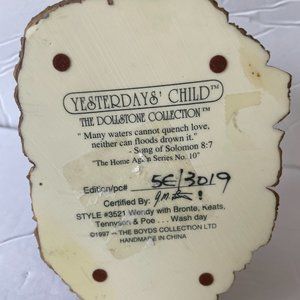 YESTERDAYS' CHILD™
THE DOLLSTONE COLLECTION™
"Many waters cannot quench love,
neither can floods drown it."
- Song of Solomon 8:7
"The Home Again Series No. 10"
Edition/pc# 5E/3019
Certified By:
STYLE #3521 Wendy with Bronte, Keats,
Tennyson & Poe . . . Wash day
©1997 THE BOYDS COLLECTION LTD
HANDMADE IN CHINA